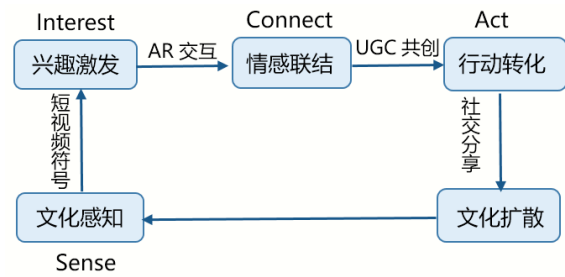 Interest
Connect
Act
兴趣激发
AR 交互
情感联结
UGC 共创
行动转化
短视频符号
社交分享
文化感知
文化扩散
Sense